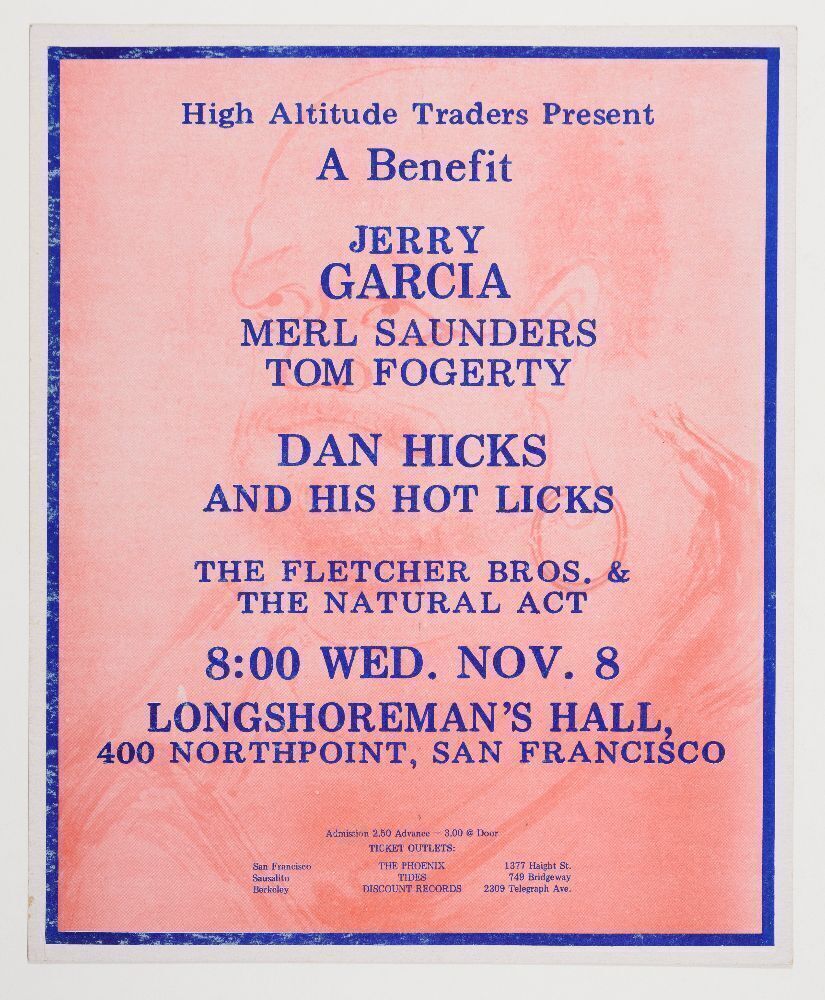 High Altitude Traders Present
A Benefit
JERRY
GARCIA
MERL SAUNDERS
TOM FOGERTY
DAN HICKS
AND HIS HOT LICKS
THE FLETCHER BROS. &
THE NATURAL ACT
8:00 WED. NOV. 8
LONGSHOREMAN'S HALL,
400 NORTHPOINT, SAN FRANCISCO
Admission 2.50 Advance — 3.00 @ Door
TICKET OUTLETS:
San Francisco THE PHOENIX 1377 Haight St.
Sausalito TIDES 749 Bridgeway
Berkeley DISCOUNT RECORDS 2309 Telegraph Ave.